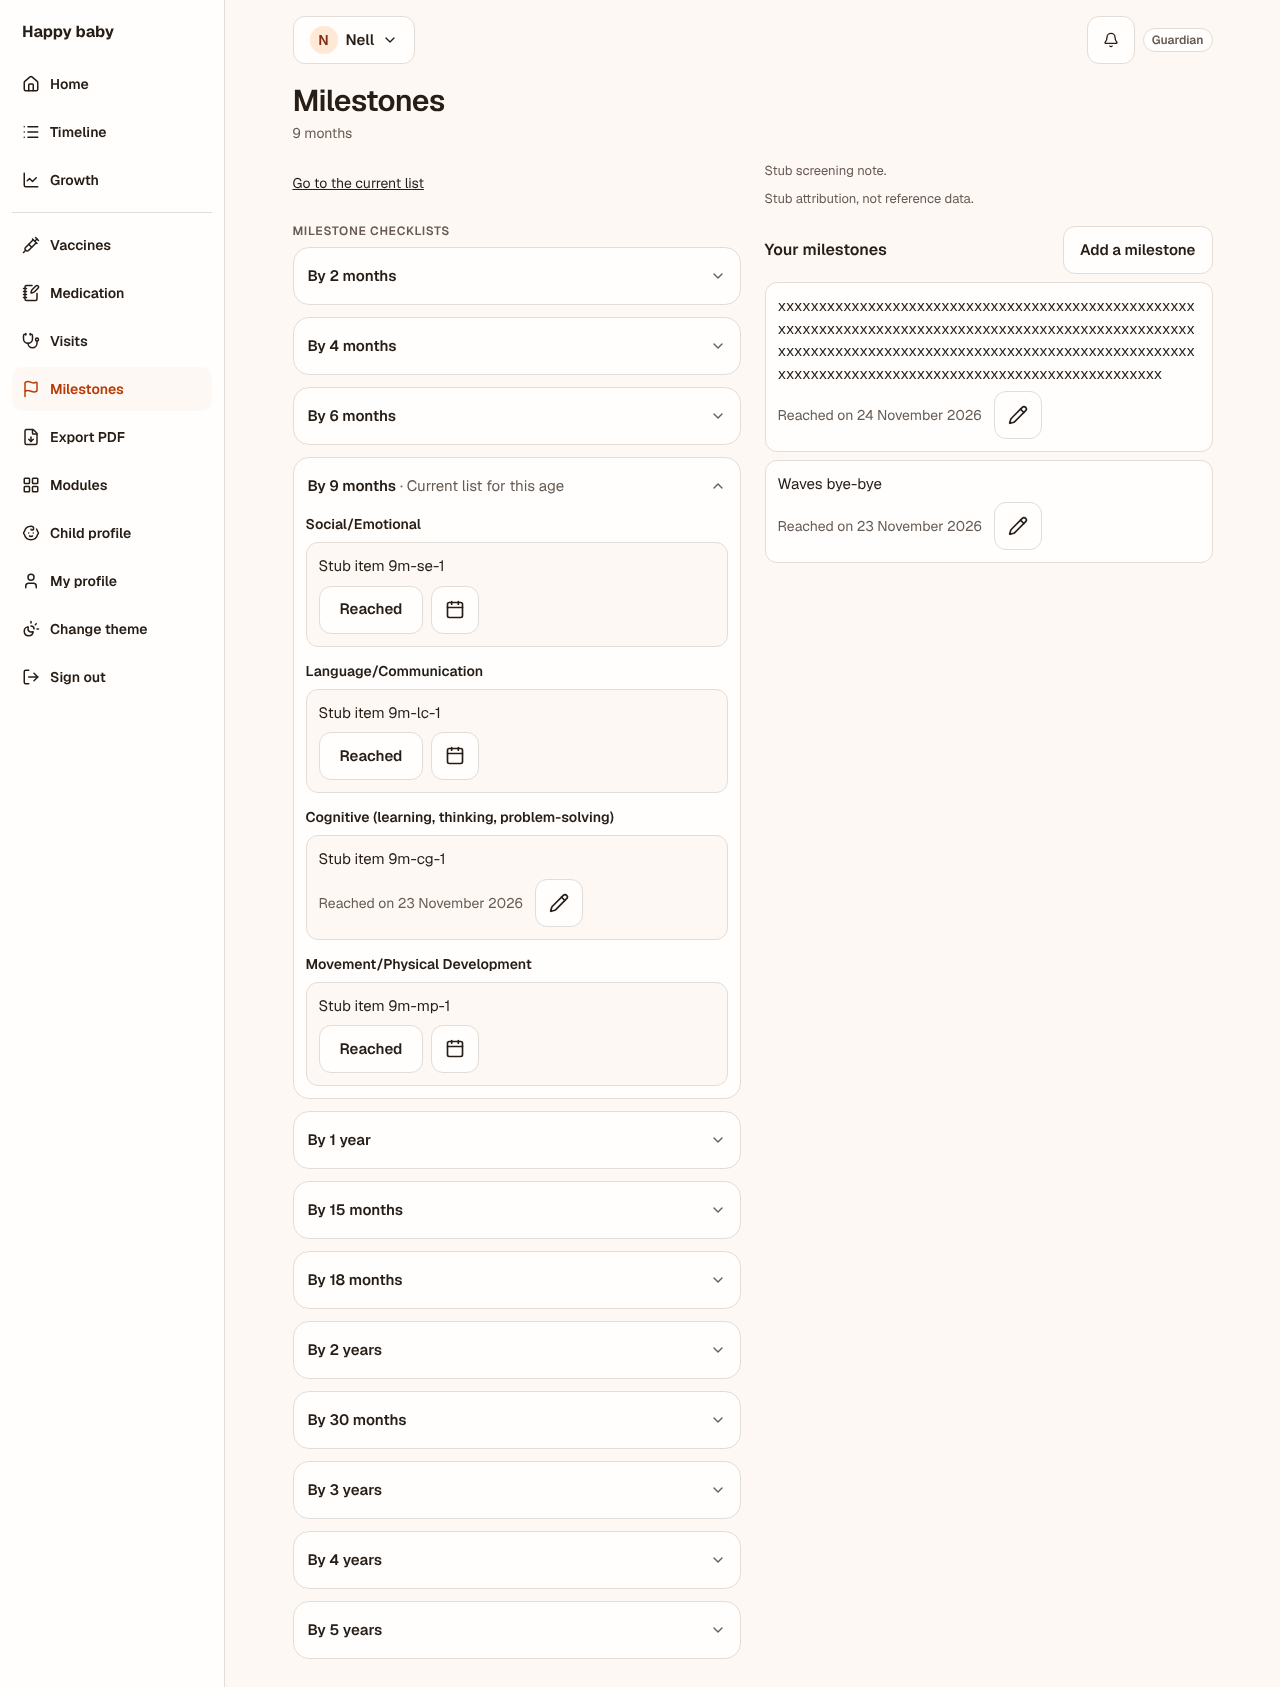 Happy baby
Home
Timeline
Growth
Vaccines
Medication
Visits
Milestones
Export PDF
Modules
Child profile
My profile
Change theme
Sign out
N Nell
Guardian
Milestones
9 months
Go to the current list
MILESTONE CHECKLISTS
By 2 months
By 4 months
By 6 months
By 9 months · Current list for this age
Social/Emotional
Stub item 9m-se-1
Reached
Language/Communication
Stub item 9m-lc-1
Reached
Cognitive (learning, thinking, problem-solving)
Stub item 9m-cg-1
Reached on 23 November 2026
Movement/Physical Development
Stub item 9m-mp-1
Reached
By 1 year
By 15 months
By 18 months
By 2 years
By 30 months
By 3 years
By 4 years
By 5 years
Stub screening note.
Stub attribution, not reference data.
Your milestones
Add a milestone
xxxxxxxxxxxxxxxxxxxxxxxxxxxxxxxxxxxxxxxxxxxxxxxxxxx
xxxxxxxxxxxxxxxxxxxxxxxxxxxxxxxxxxxxxxxxxxxxxxxxxxx
xxxxxxxxxxxxxxxxxxxxxxxxxxxxxxxxxxxxxxxxxxxxxxxxxxx
xxxxxxxxxxxxxxxxxxxxxxxxxxxxxxxxxxxxxxxxxxxxxxx
Reached on 24 November 2026
Waves bye-bye
Reached on 23 November 2026